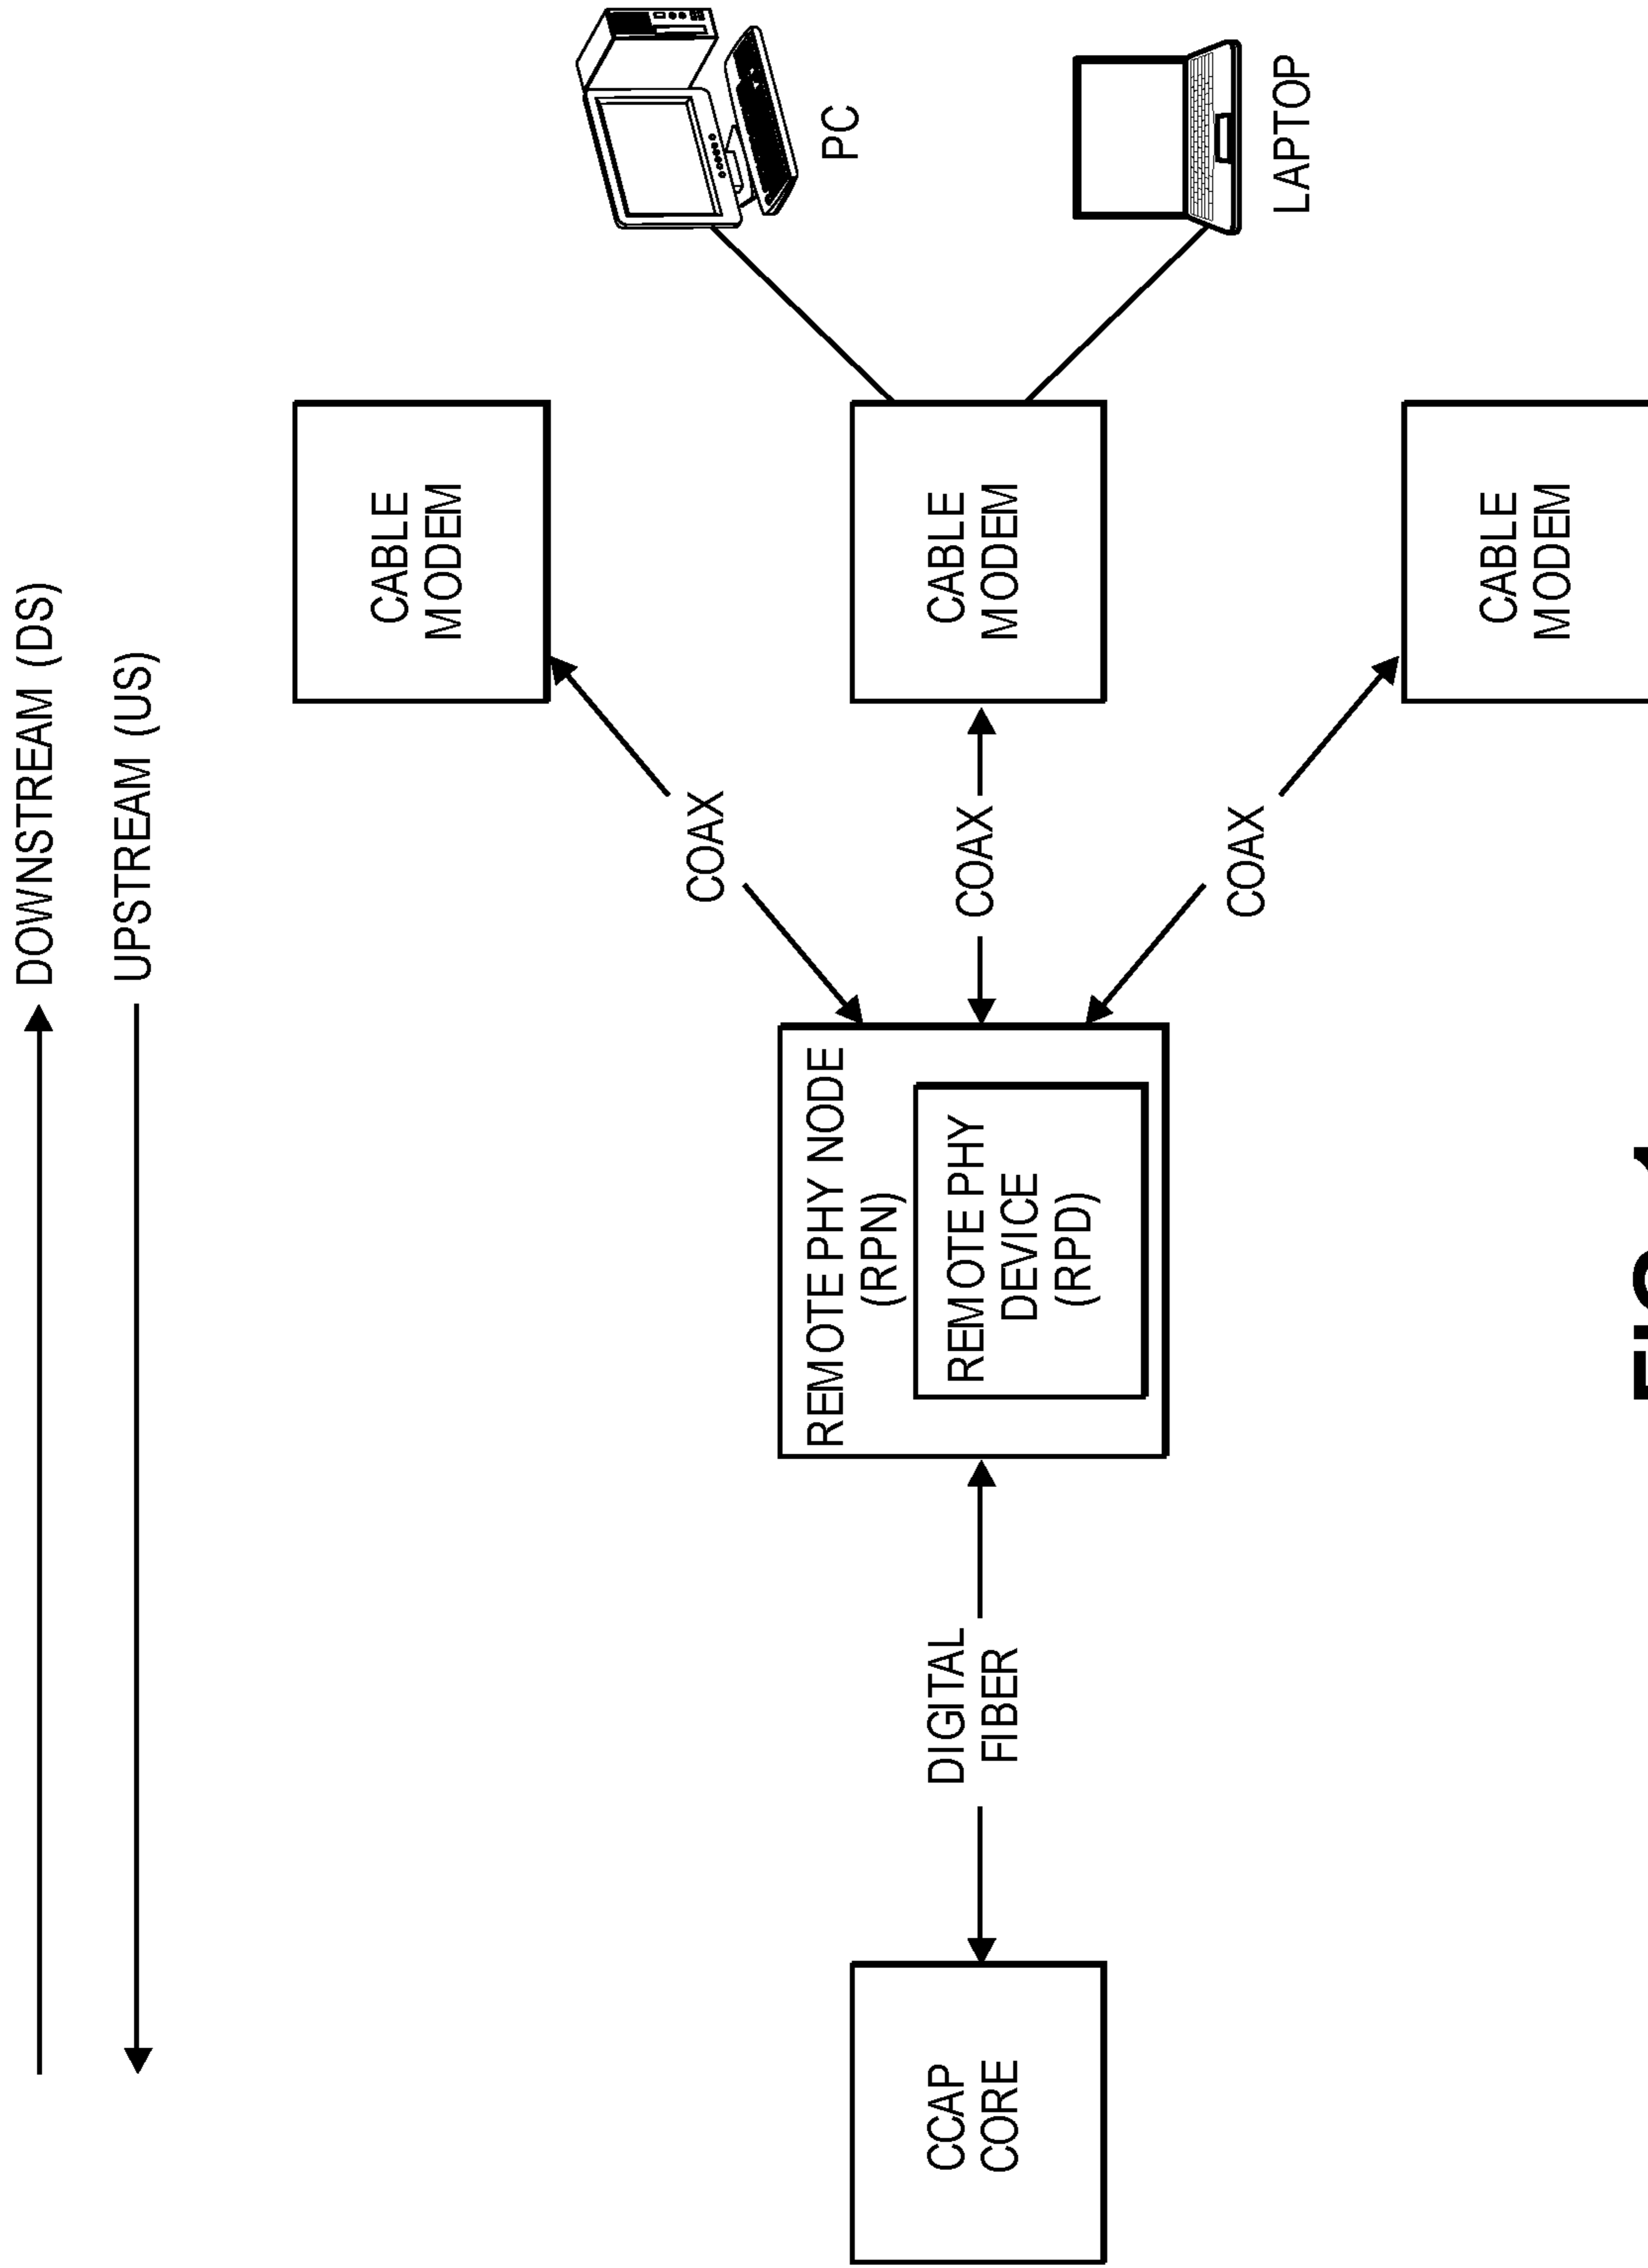 DOWNSTREAM (DS)
UPSTREAM (US)
CABLE
MODEM
COAX
PC
REMOTE PHY NODE
(RPN)
REMOTE PHY
DEVICE
(RPD)
CCAP
CORE
DIGITAL
FIBER
COAX
CABLE
MODEM
LAPTOP
COAX
CABLE
MODEM